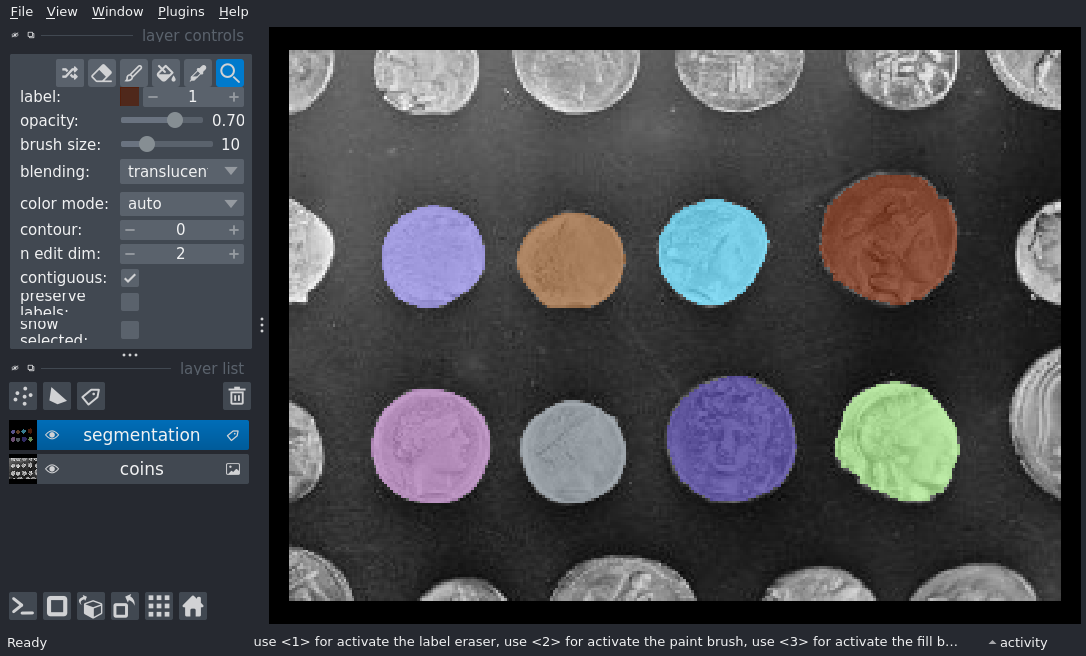 File View Window Plugins Help
layer controls
label: 1
opacity: 0.70
brush size: 10
blending: translucen
color mode: auto
contour: 0
n edit dim: 2
contiguous:
preserve
labels:
show
selected:
layer list
segmentation
coins
Ready use <1> for activate the label eraser, use <2> for activate the paint brush, use <3> for activate the fill b... activity